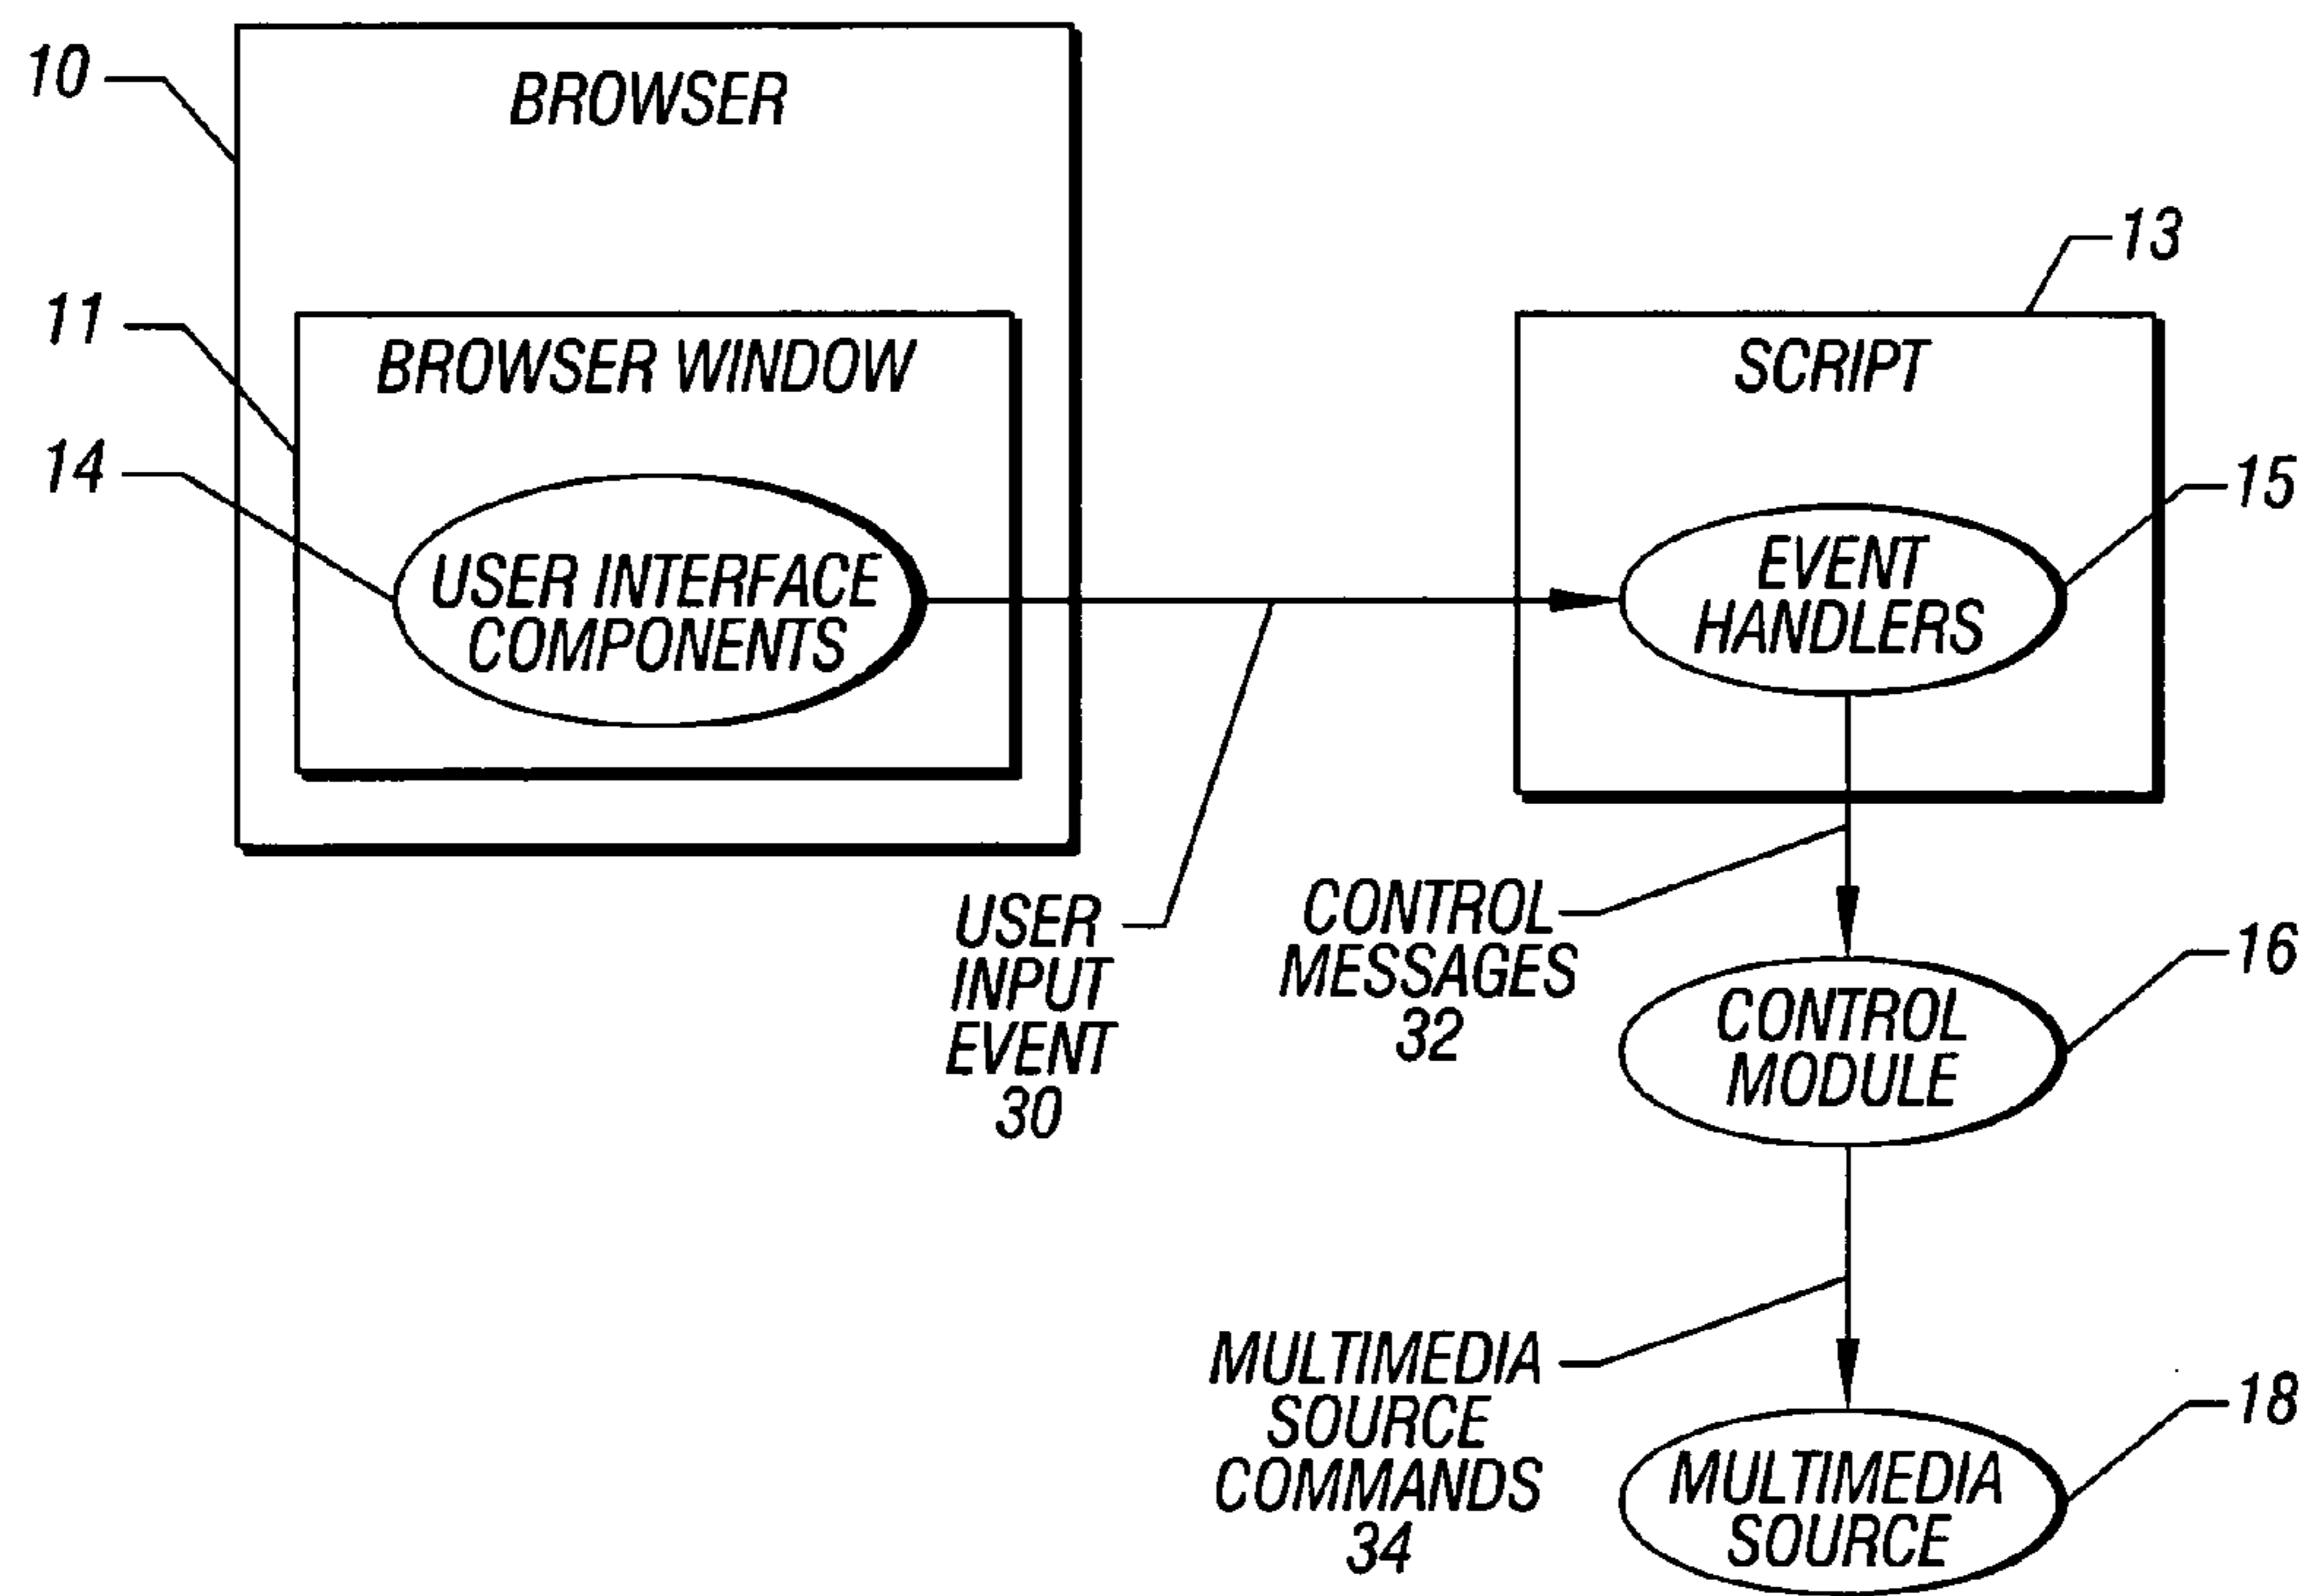 10
BROWSER
13
11
BROWSER WINDOW
SCRIPT
14
15
USER INTERFACE
COMPONENTS
EVENT
HANDLERS
USER
INPUT
EVENT
30
CONTROL
MESSAGES
32
16
CONTROL
MODULE
MULTIMEDIA
SOURCE
COMMANDS
34
18
MULTIMEDIA
SOURCE